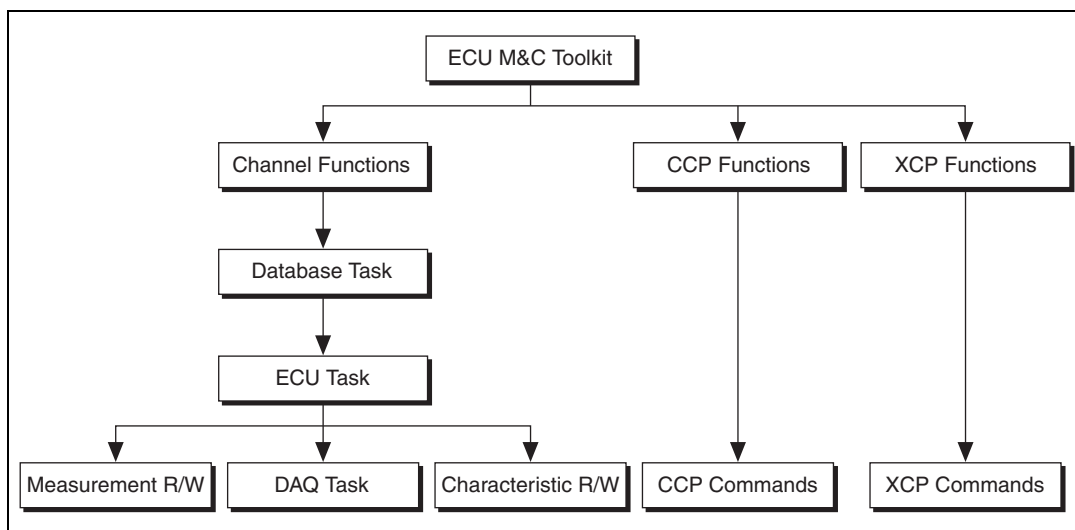 ECU M&C Toolkit
Channel Functions
CCP Functions
XCP Functions
Database Task
ECU Task
Measurement R/W
DAQ Task
Characteristic R/W
CCP Commands
XCP Commands